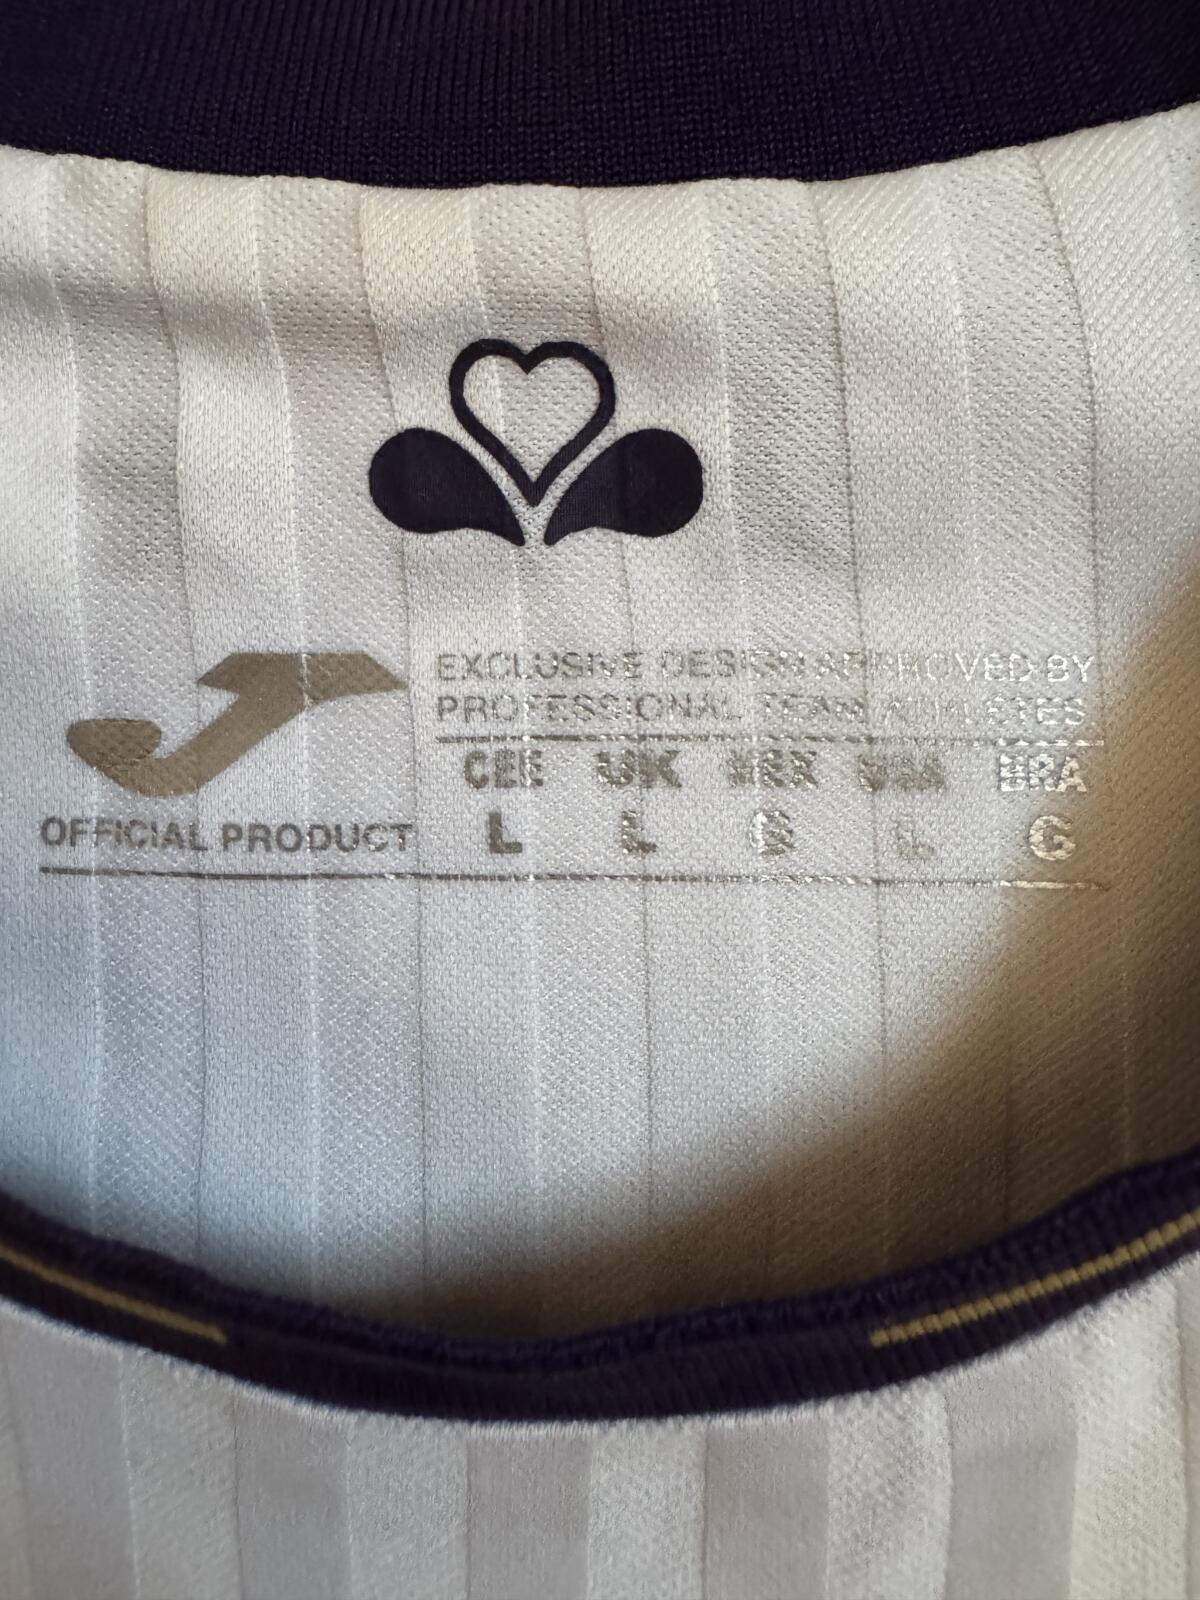 EXCLUSIVE DESIGN APPROVED BY
PROFESSIONAL TEAM ATHLETES
CEE UK MEX USA BRA
L L G L G
OFFICIAL PRODUCT